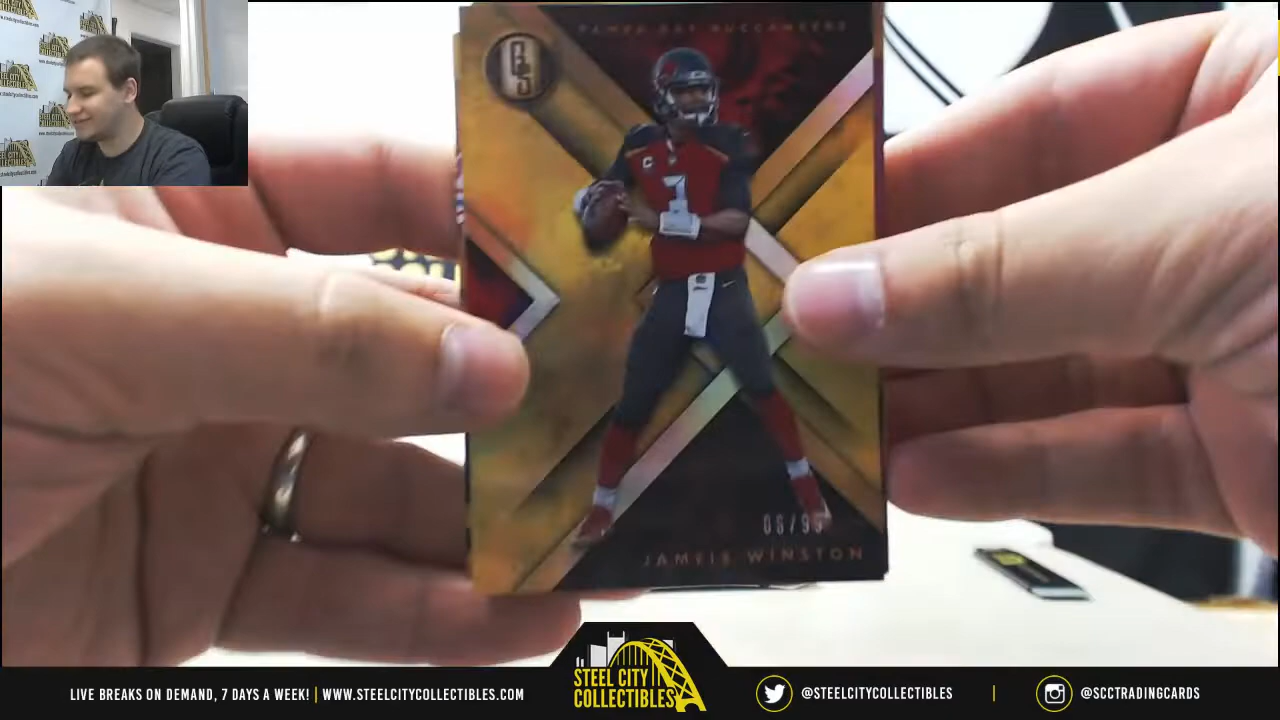 TAMPA BAY BUCCANEERS
GS
C
3
JAMEIS WINSTON
LIVE BREAKS ON DEMAND, 7 DAYS A WEEK! | WWW.STEELCITYCOLLECTIBLES.COM
STEEL CITY
COLLECTIBLES
@STEELCITYCOLLECTIBLES | @SCCTRADINGCARDS